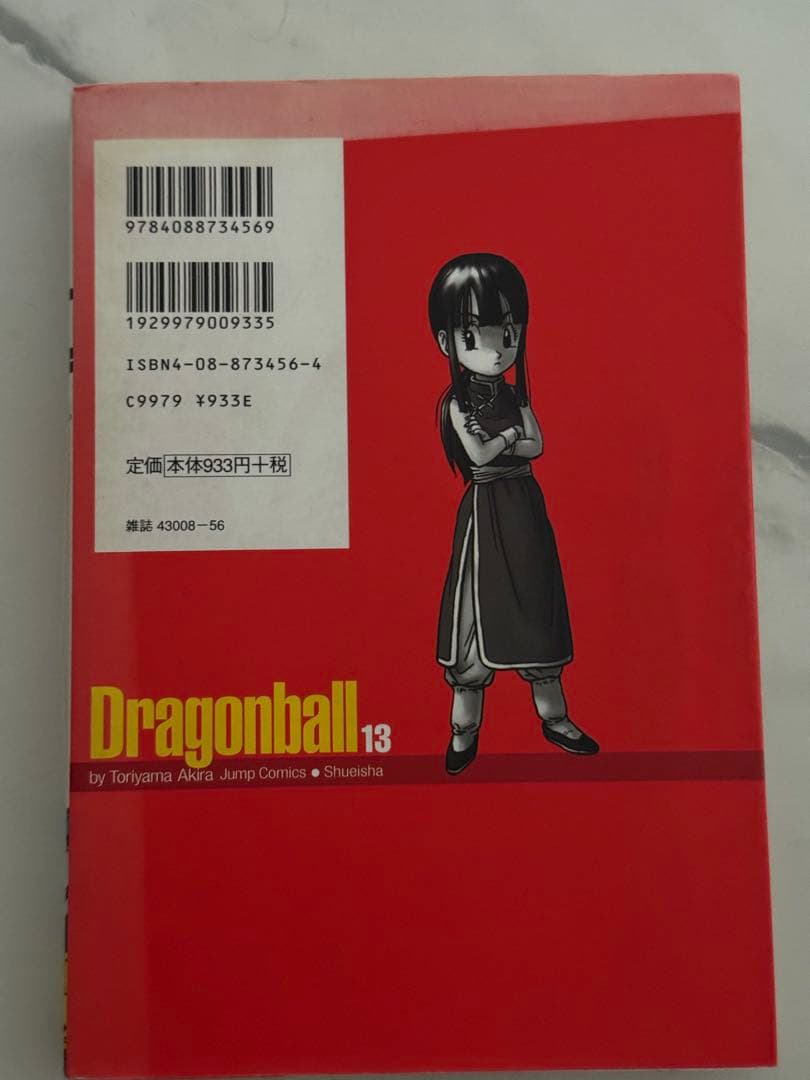 9784088734569
1929979009335
ISBN4-08-873456-4
C9979 ¥933E
定価 本体933円+税
雑誌 43008-56
Dragonball 13
by Toriyama Akira Jump Comics ● Shueisha